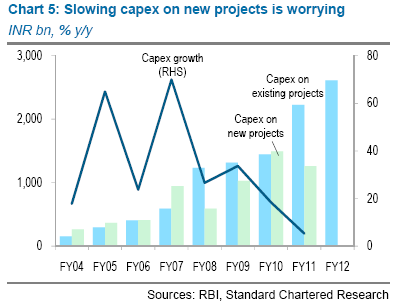 Chart 5: Slowing capex on new projects is worrying
INR bn, % y/y
3,000
2,000
1,000
0
Capex growth
(RHS)
Capex on
existing projects
Capex on
new projects
80
60
40
20
0
FY04 FY05 FY06 FY07 FY08 FY09 FY10 FY11 FY12
Sources: RBI, Standard Chartered Research